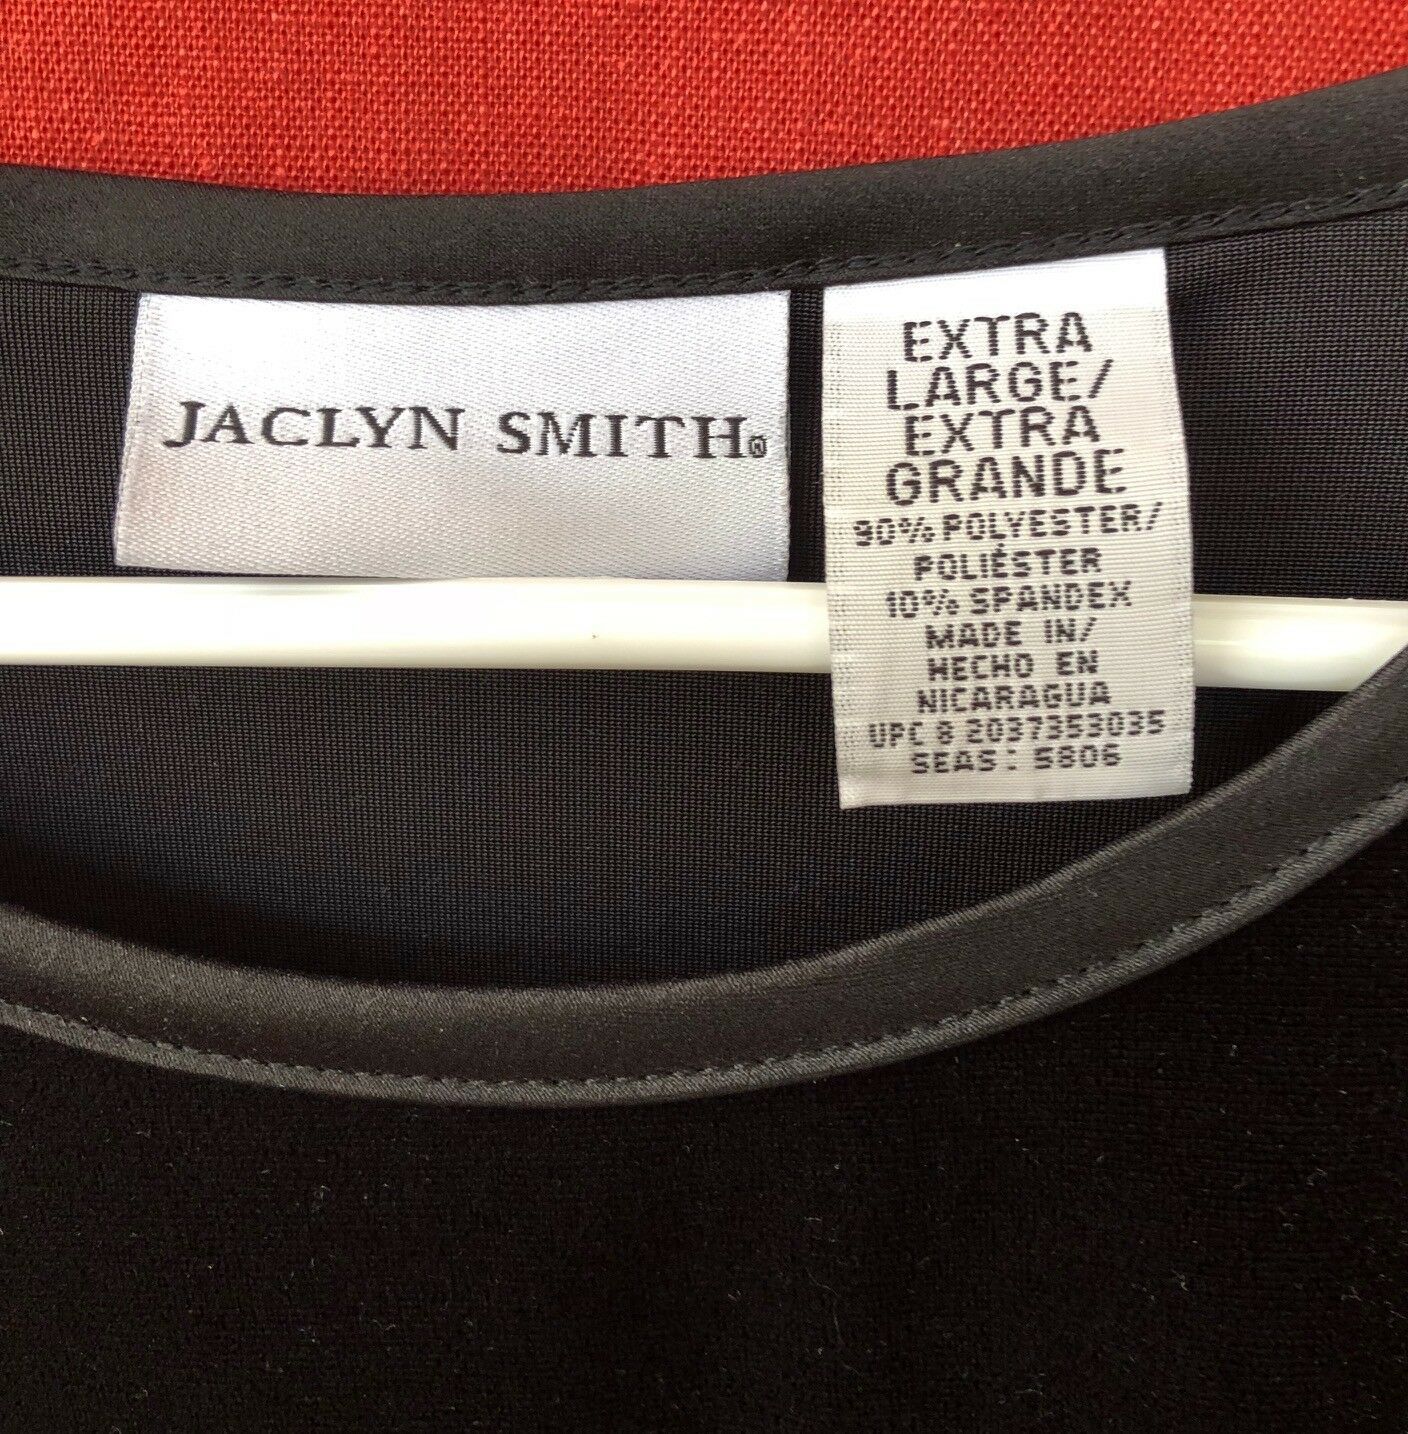 JACLYN SMITH®
EXTRA
LARGE/
EXTRA
GRANDE
90% POLYESTER/
POLIÉSTER
10% SPANDEX
MADE IN/
HECHO EN
NICARAGUA
UPC 8 2037353035
SEAS: 5806